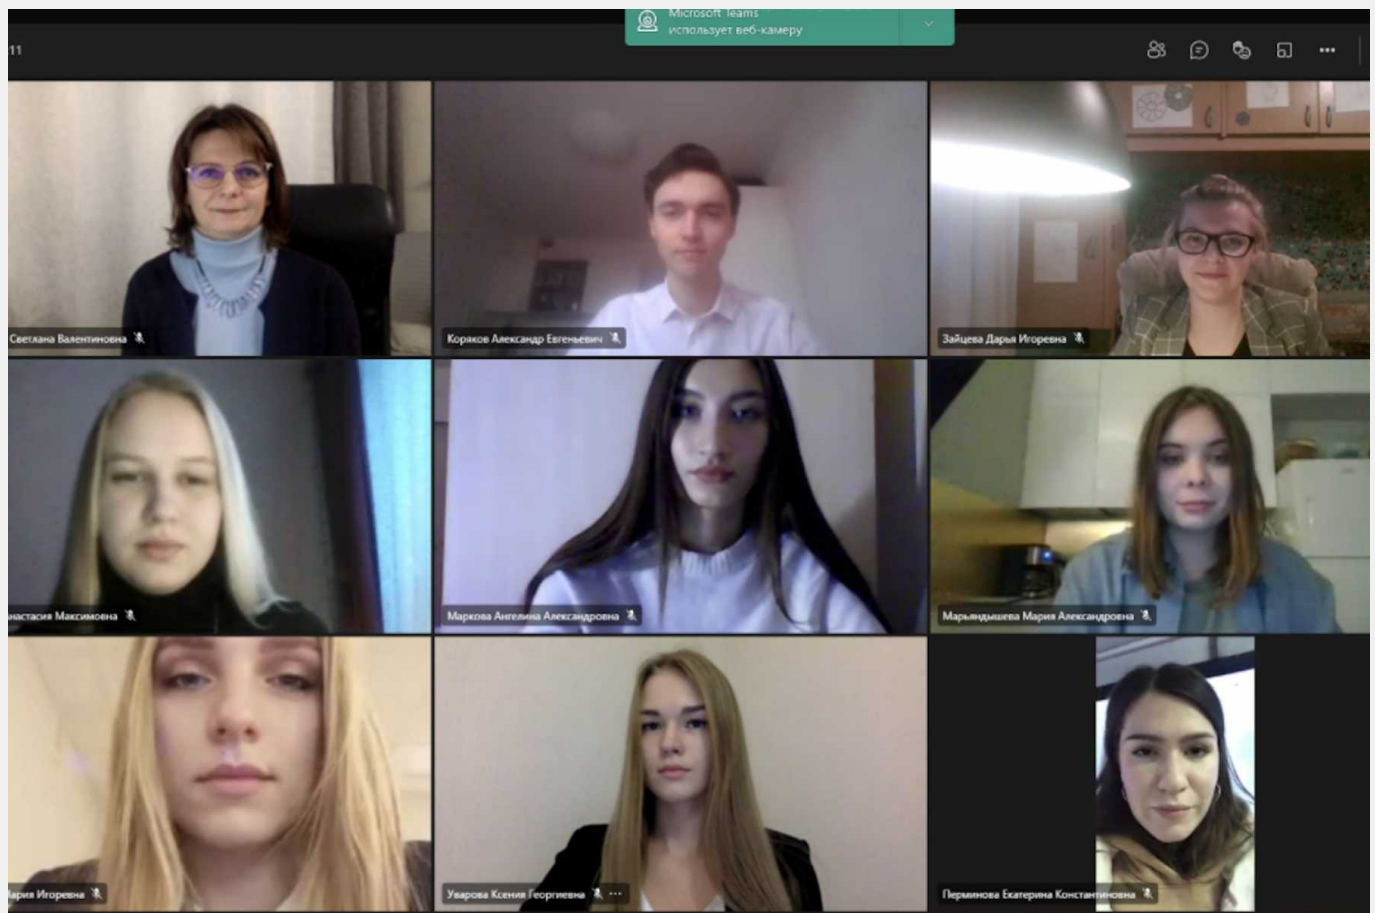 Microsoft Teams
использует веб-камеру
:11
Светлана Валентиновна
Коряков Александр Евгеньевич
Зайцева Дарья Игоревна
настасия Максимовна
Маркова Ангелина Александровна
Марьяндышева Мария Александровна
Мария Игоревна
Уварова Ксения Георгиевна
Перминова Екатерина Константиновна